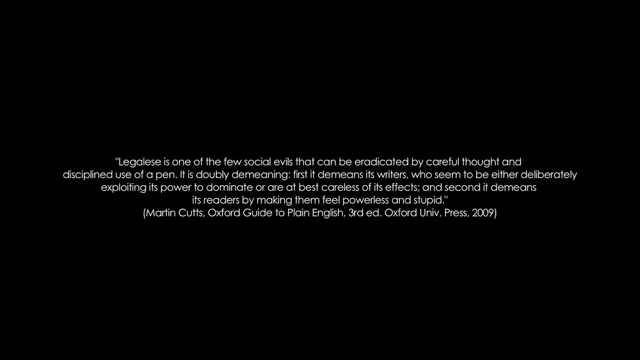 "Legalese is one of the few social evils that can be eradicated by careful thought and
disciplined use of a pen. It is doubly demeaning: first it demeans its writers, who seem to be either deliberately
exploiting its power to dominate or are at best careless of its effects; and second it demeans
its readers by making them feel powerless and stupid."
(Martin Cutts, Oxford Guide to Plain English, 3rd ed. Oxford Univ. Press, 2009)